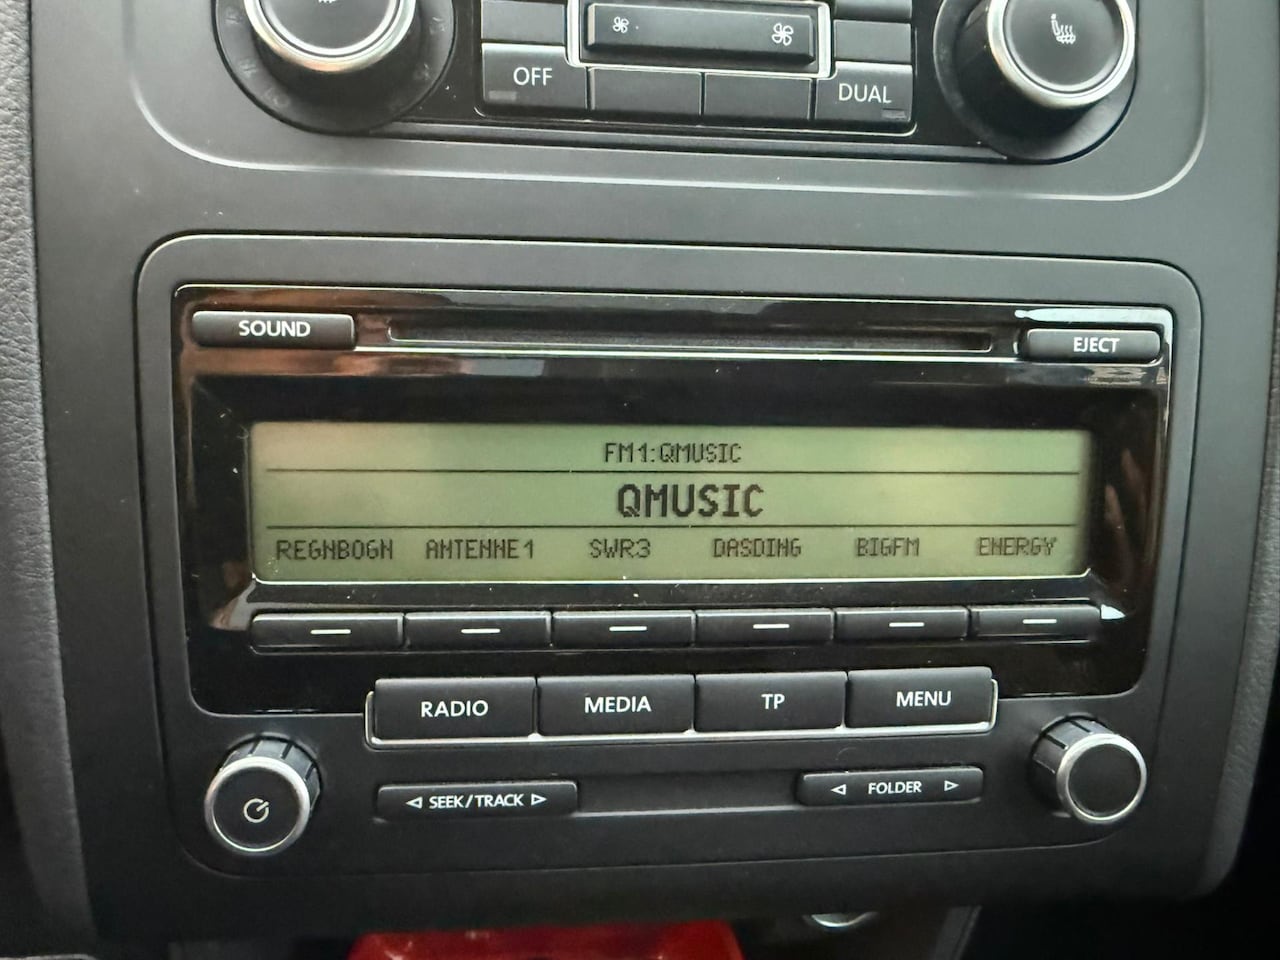 OFF
DUAL
SOUND
EJECT
FM1:QMUSIC
QMUSIC
REGNBOGN ANTENNE1 SWR3 DASDING BIGFM ENERGY
RADIO MEDIA TP MENU
SEEK/TRACK
FOLDER